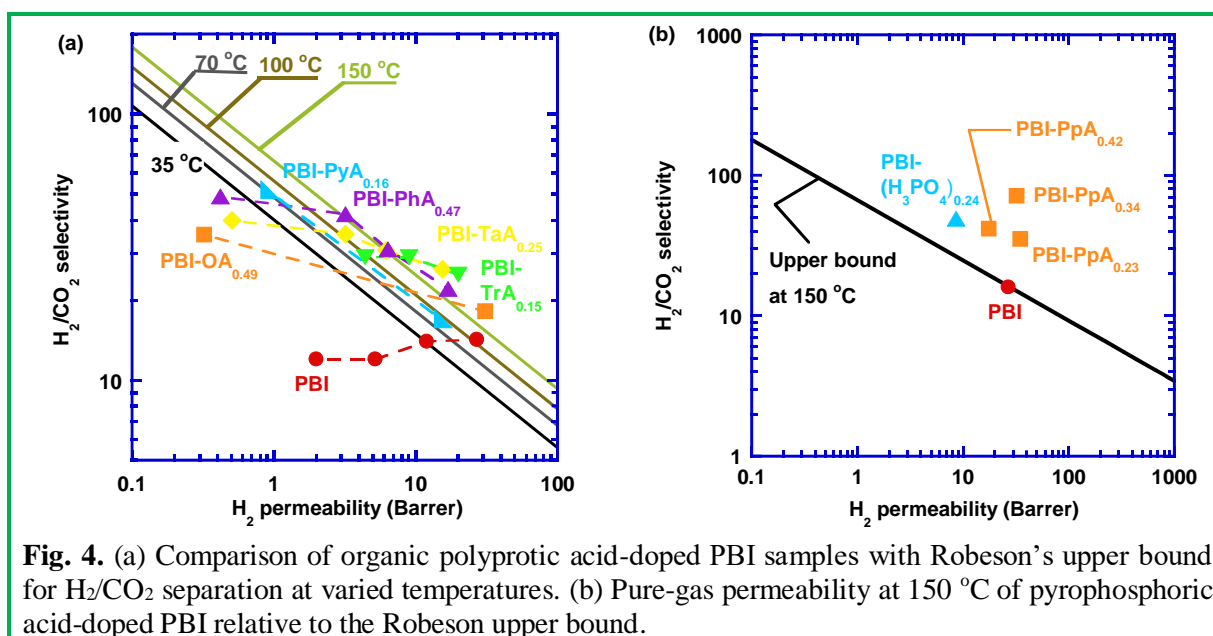 (a)
70 °C
100 °C
150 °C
100
35 °C
PBI-PyA0.16
PBI-PhA0.47
PBI-TaA0.25
PBI-OA0.49
PBI-
TrA0.15
PBI
10
H2/CO2 selectivity
0.1
1
10
100
H2 permeability (Barrer)
(b)
1000
PBI-PpA0.42
PBI-
(H3PO4)0.24
PBI-PpA0.34
100
PBI-PpA0.23
Upper bound
at 150 °C
PBI
10
1
H2/CO2 selectivity
0.1
1
10
100
1000
H2 permeability (Barrer)
Fig. 4. (a) Comparison of organic polyprotic acid-doped PBI samples with Robeson's upper bound
for H2/CO2 separation at varied temperatures. (b) Pure-gas permeability at 150 °C of pyrophosphoric
acid-doped PBI relative to the Robeson upper bound.